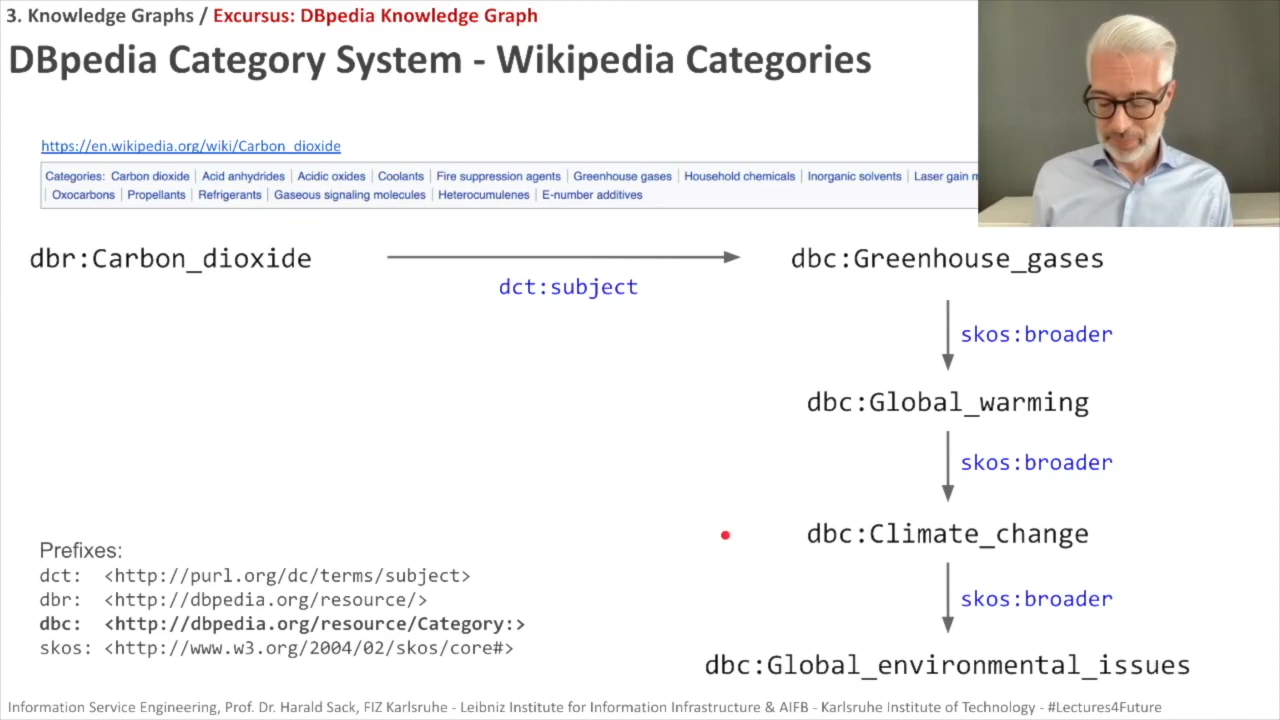 3. Knowledge Graphs / Excursus: DBpedia Knowledge Graph
DBpedia Category System - Wikipedia Categories
https://en.wikipedia.org/wiki/Carbon_dioxide
Categories: Carbon dioxide | Acid anhydrides | Acidic oxides | Coolants | Fire suppression agents | Greenhouse gases | Household chemicals | Inorganic solvents | Laser gain
Oxocarbons | Propellants | Refrigerants | Gaseous signaling molecules | Heterocumulenes | E-number additives
dbr:Carbon_dioxide
dct:subject
dbc:Greenhouse_gases
skos:broader
dbc:Global_warming
skos:broader
dbc:Climate_change
skos:broader
dbc:Global_environmental_issues
Prefixes:
dct: <http://purl.org/dc/terms/subject>
dbr: <http://dbpedia.org/resource/>
dbc: <http://dbpedia.org/resource/Category:>
skos: <http://www.w3.org/2004/02/skos/core#>
Information Service Engineering, Prof. Dr. Harald Sack, FIZ Karlsruhe - Leibniz Institute for Information Infrastructure & AIFB - Karlsruhe Institute of Technology - #Lectures4Future